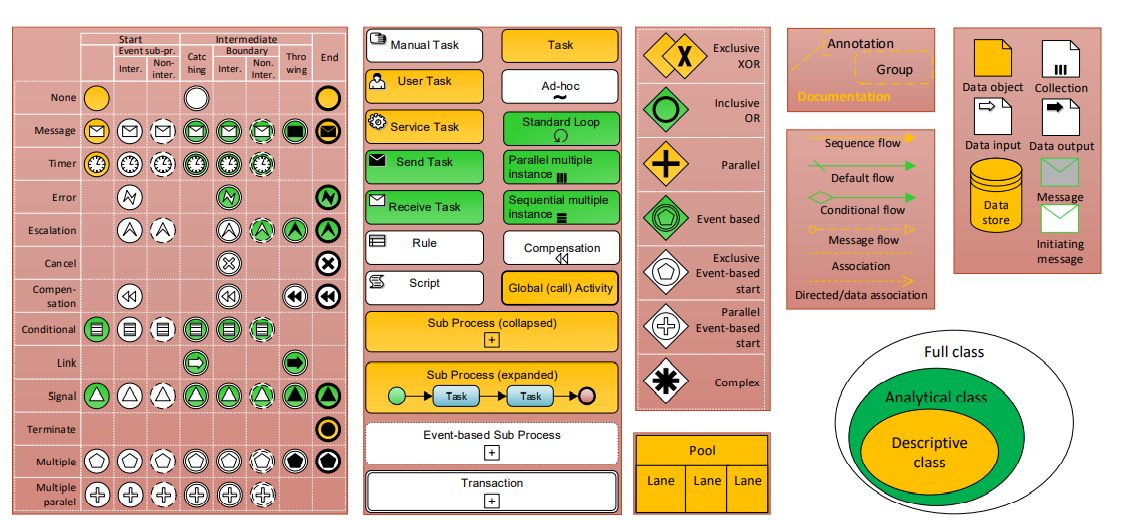 Start
Intermediate
Event sub-pr.
Catc
hing
Boundary
Thro
wing
End
Inter.
Non-
inter.
Inter.
Non.
Inter.
None
Message
Timer
Error
Escalation
Cancel
Compen-
sation
Conditional
Link
Signal
Terminate
Multiple
Multiple
paralel
Manual Task
Task
User Task
Ad-hoc
~
Service Task
Standard Loop
Send Task
Parallel multiple
instance
Receive Task
Sequential multiple
instance
Rule
Compensation
Script
Global (call) Activity
Sub Process (collapsed)
+
Sub Process (expanded)
Task
Task
Event-based Sub Process
+
Transaction
+
X
Exclusive
XOR
Inclusive
OR
Parallel
Event based
Exclusive
Event-based
start
Parallel
Event-based
start
Complex
Pool
Lane
Lane
Lane
Annotation
Group
Documentation
Sequence flow
Default flow
Conditional flow
Message flow
Association
Directed/data association
Data object
Collection
Data input
Data output
Data
store
Message
Initiating
message
Full class
Analytical class
Descriptive
class